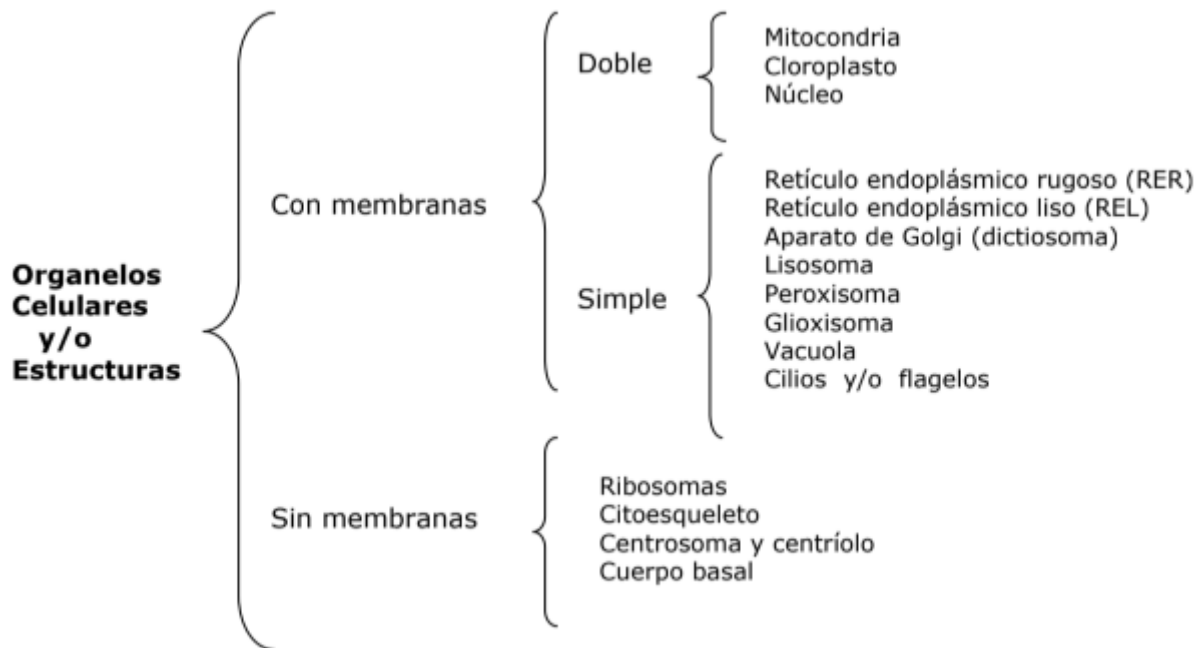 Organelos
Celulares
y/o
Estructuras
Con membranas
Doble
Mitocondria
Cloroplasto
Núcleo
Simple
Retículo endoplásmico rugoso (RER)
Retículo endoplásmico liso (REL)
Aparato de Golgi (dictiosoma)
Lisosoma
Peroxisoma
Glioxisoma
Vacuola
Cilios y/o flagelos
Sin membranas
Ribosomas
Citoesqueleto
Centrosoma y centríolo
Cuerpo basal